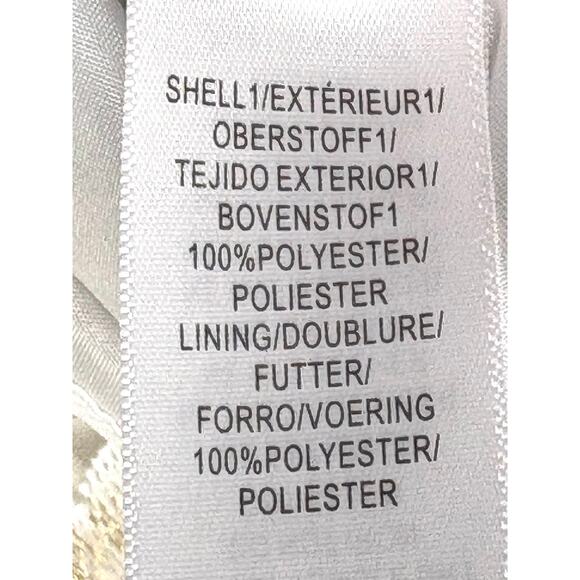 SHELL1/EXTÉRIEUR1/
OBERSTOFF1/
TEJIDO EXTERIOR1/
BOVENSTOF1
100%POLYESTER/
POLIESTER
LINING/DOUBLURE/
FUTTER/
FORRO/VOERING
100%POLYESTER/
POLIESTER